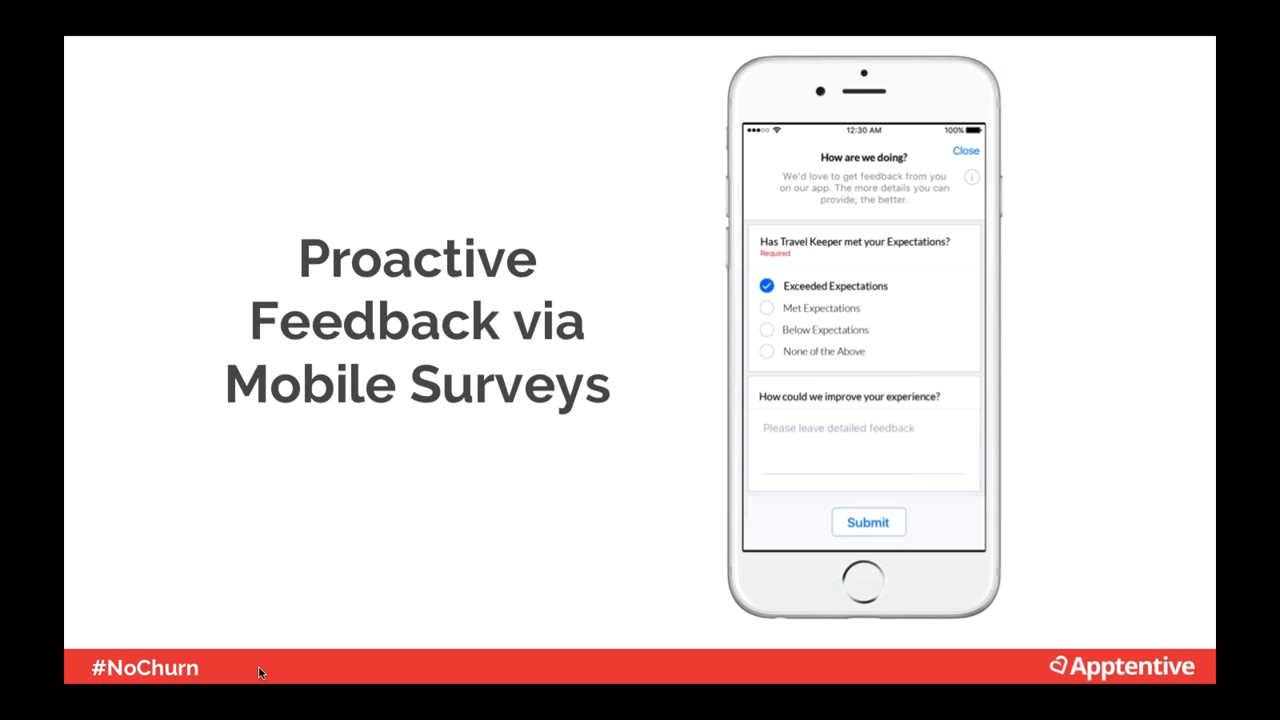 Proactive
Feedback via
Mobile Surveys
12:30 AM
100%
How are we doing?
Close
We'd love to get feedback from you
on our app. The more details you can
provide, the better.
Has Travel Keeper met your Expectations?
Required
Exceeded Expectations
Met Expectations
Below Expectations
None of the Above
How could we improve your experience?
Please leave detailed feedback
Submit
#NoChurn
Apptentive